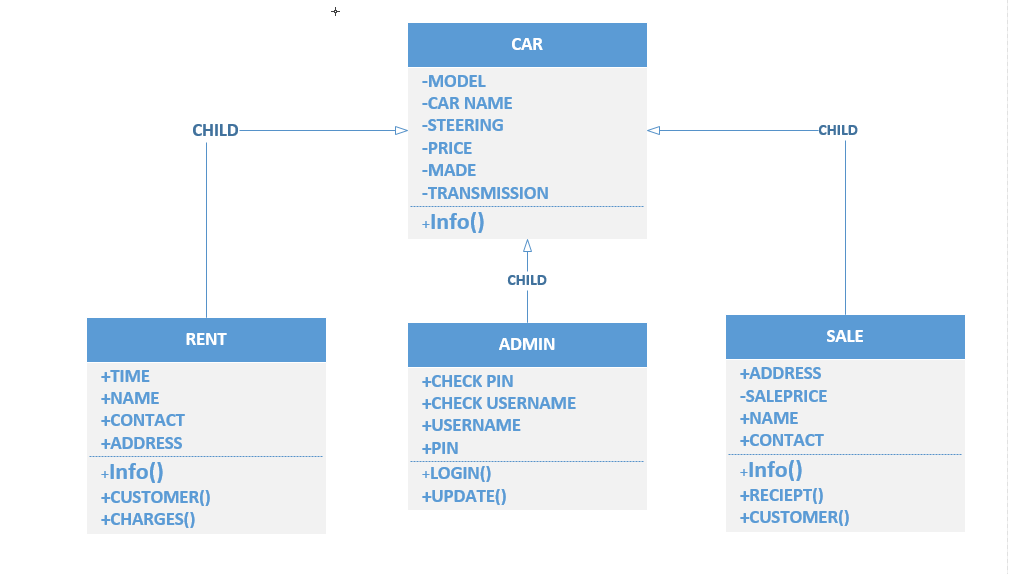 CAR
-MODEL
-CAR NAME
-STEERING
-PRICE
-MADE
-TRANSMISSION
+Info()
CHILD
CHILD
CHILD
RENT
+TIME
+NAME
+CONTACT
+ADDRESS
+Info()
+CUSTOMER()
+CHARGES()
ADMIN
+CHECK PIN
+CHECK USERNAME
+USERNAME
+PIN
+LOGIN()
+UPDATE()
SALE
+ADDRESS
-SALEPRICE
+NAME
+CONTACT
+Info()
+RECIEPT()
+CUSTOMER()